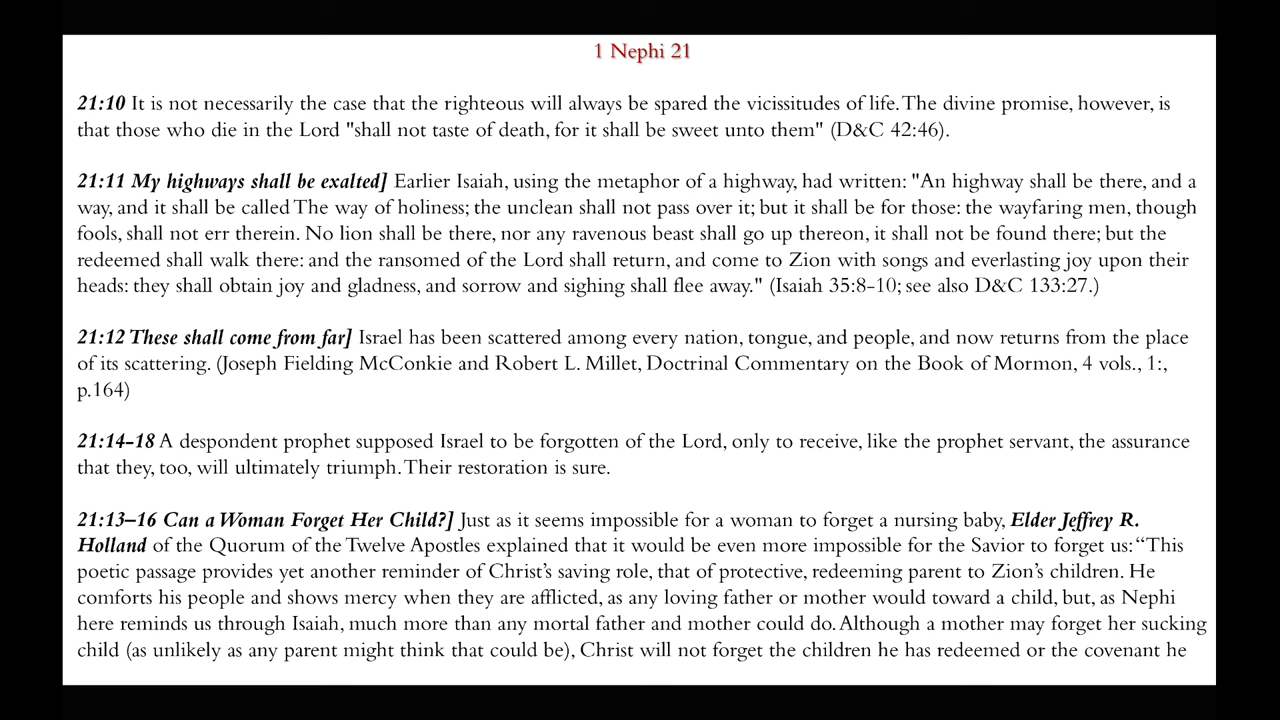 1 Nephi 21
21:10 It is not necessarily the case that the righteous will always be spared the vicissitudes of life. The divine promise, however, is
that those who die in the Lord "shall not taste of death, for it shall be sweet unto them" (D&C 42:46).
21:11 My highways shall be exalted] Earlier Isaiah, using the metaphor of a highway, had written: "An highway shall be there, and a
way, and it shall be called The way of holiness; the unclean shall not pass over it; but it shall be for those: the wayfaring men, though
fools, shall not err therein. No lion shall be there, nor any ravenous beast shall go up thereon, it shall not be found there; but the
redeemed shall walk there: and the ransomed of the Lord shall return, and come to Zion with songs and everlasting joy upon their
heads: they shall obtain joy and gladness, and sorrow and sighing shall flee away." (Isaiah 35:8-10; see also D&C 133:27.)
21:12 These shall come from far] Israel has been scattered among every nation, tongue, and people, and now returns from the place
of its scattering. (Joseph Fielding McConkie and Robert L. Millet, Doctrinal Commentary on the Book of Mormon, 4 vols., 1:,
p.164)
21:14-18 A despondent prophet supposed Israel to be forgotten of the Lord, only to receive, like the prophet servant, the assurance
that they, too, will ultimately triumph. Their restoration is sure.
21:13–16 Can a Woman Forget Her Child?] Just as it seems impossible for a woman to forget a nursing baby, Elder Jeffrey R.
Holland of the Quorum of the Twelve Apostles explained that it would be even more impossible for the Savior to forget us: “This
poetic passage provides yet another reminder of Christ’s saving role, that of protective, redeeming parent to Zion’s children. He
comforts his people and shows mercy when they are afflicted, as any loving father or mother would toward a child, but, as Nephi
here reminds us through Isaiah, much more than any mortal father and mother could do. Although a mother may forget her sucking
child (as unlikely as any parent might think that could be), Christ will not forget the children he has redeemed or the covenant he